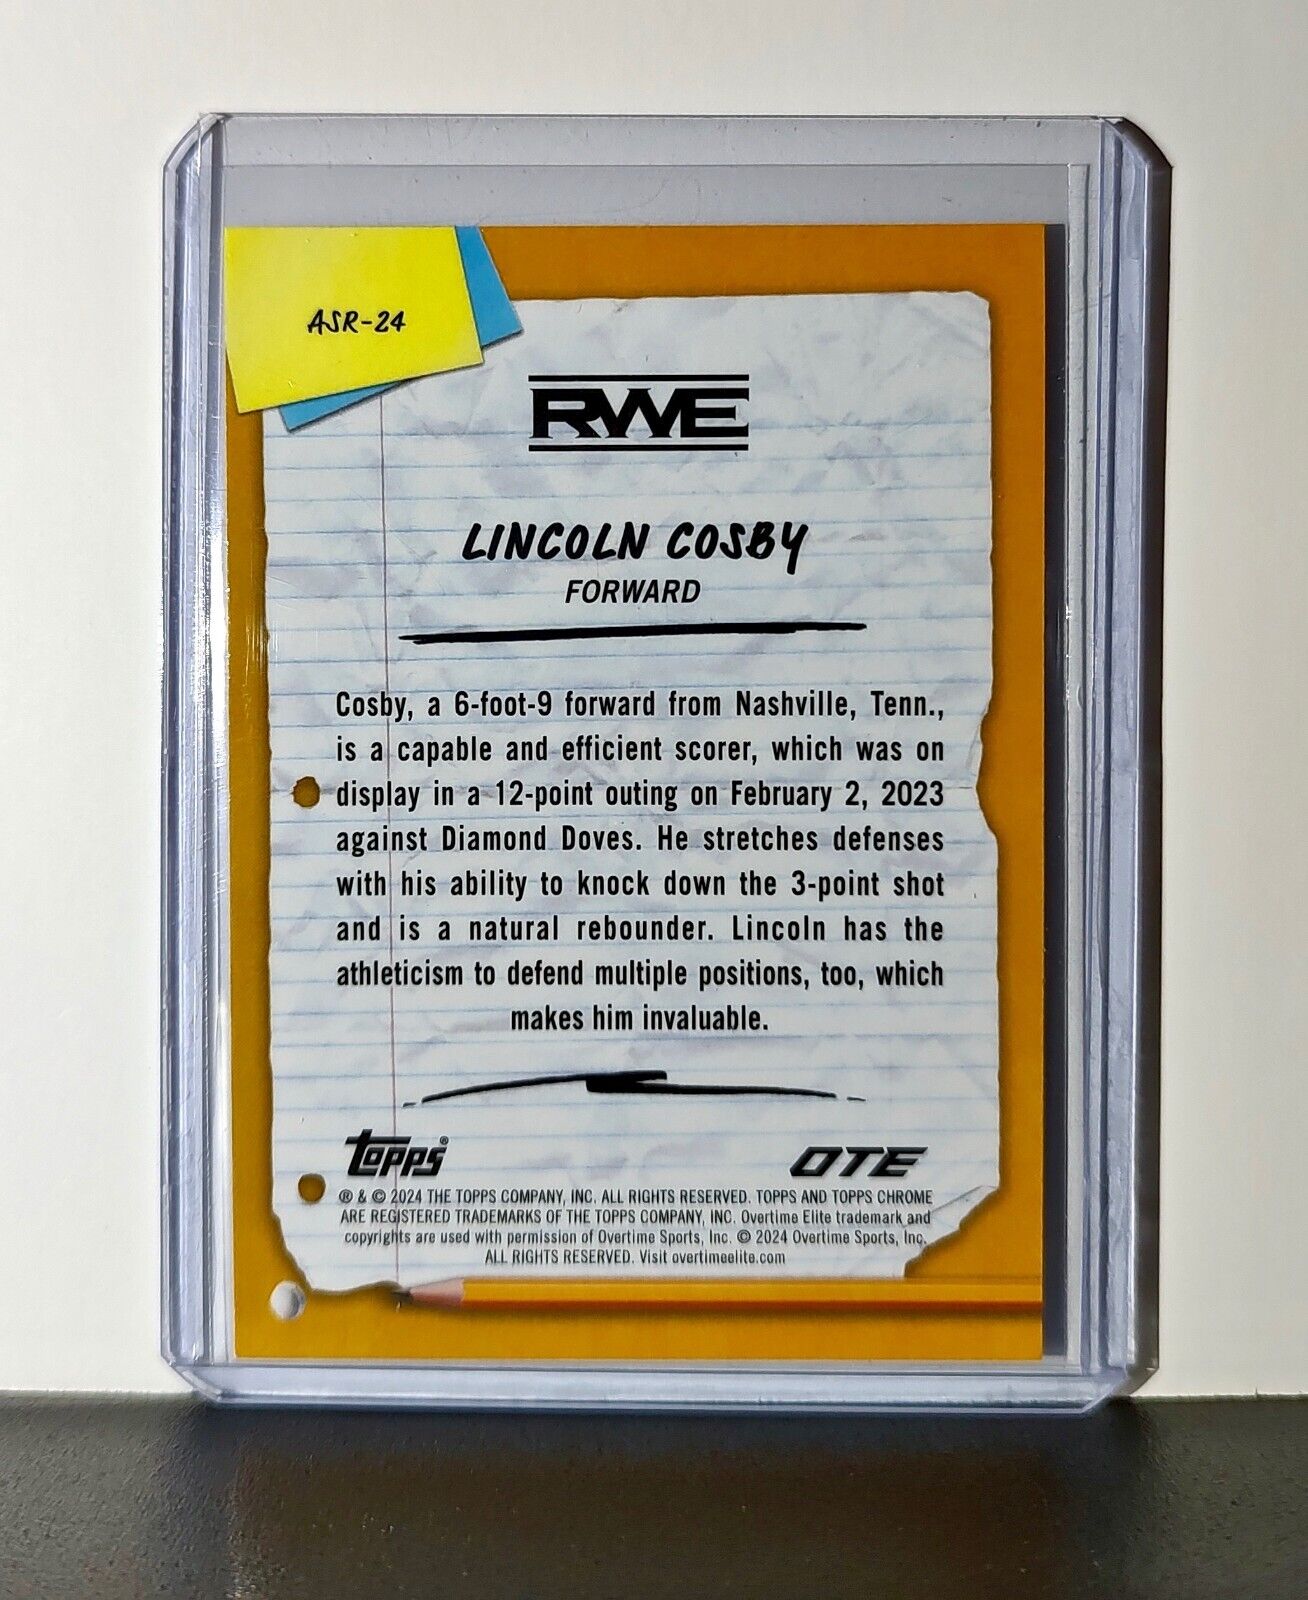 ASR-24
RWE
LINCOLN COSBY
FORWARD
Cosby, a 6-foot-9 forward from Nashville, Tenn.,
is a capable and efficient scorer, which was on
display in a 12-point outing on February 2, 2023
against Diamond Doves. He stretches defenses
with his ability to knock down the 3-point shot
and is a natural rebounder. Lincoln has the
athleticism to defend multiple positions, too, which
makes him invaluable.
topps® OTE
® & © 2024 THE TOPPS COMPANY, INC. ALL RIGHTS RESERVED. TOPPS AND TOPPS CHROME
ARE REGISTERED TRADEMARKS OF THE TOPPS COMPANY, INC. Overtime Elite trademark and
copyrights are used with permission of Overtime Sports, Inc. © 2024 Overtime Sports, Inc.
ALL RIGHTS RESERVED. Visit overtimeelite.com